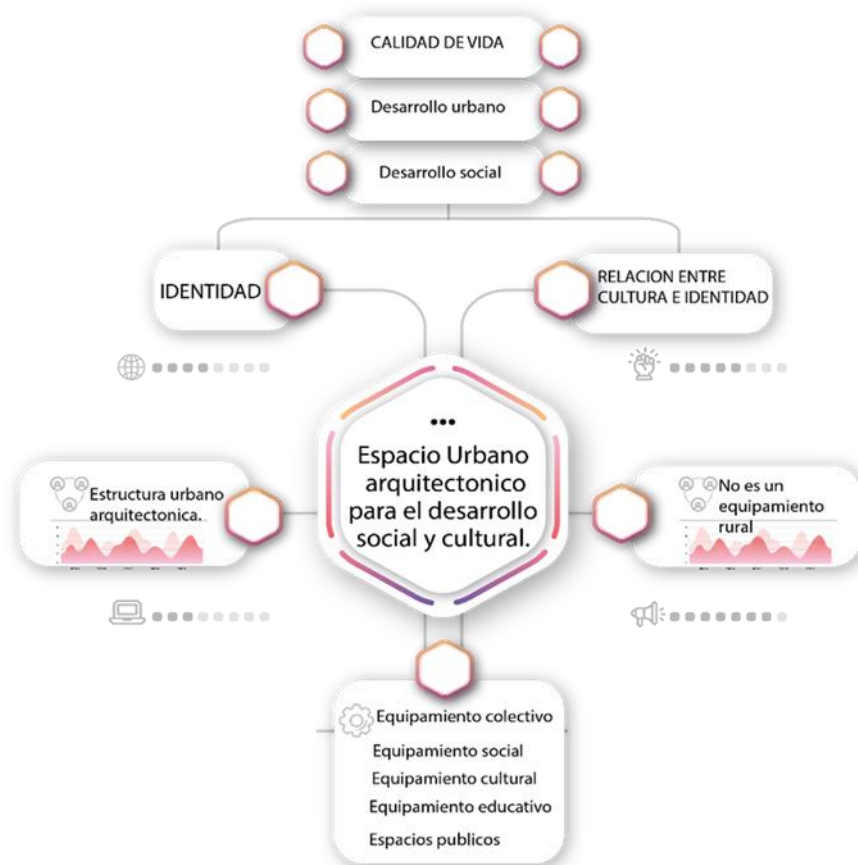 CALIDAD DE VIDA
Desarrollo urbano
Desarrollo social
IDENTIDAD
RELACION ENTRE
CULTURA E IDENTIDAD
...
Espacio Urbano
arquitectonico
para el desarrollo
social y cultural.
Estructura urbano
arquitectonica.
No es un
equipamiento
rural
Equipamiento colectivo
Equipamiento social
Equipamiento cultural
Equipamiento educativo
Espacios publicos